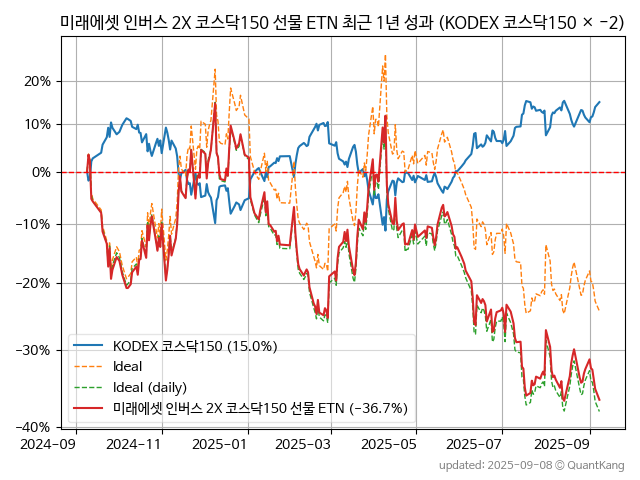 미래에셋 인버스 2X 코스닥150 선물 ETN 최근 1년 성과 (KODEX 코스닥150 × −2)
20%
10%
0%
−10%
−20%
−30%
−40%
KODEX 코스닥150 (15.0%)
Ideal
Ideal (daily)
미래에셋 인버스 2X 코스닥150 선물 ETN (−36.7%)
2024-09 2024-11 2025-01 2025-03 2025-05 2025-07 2025-09
updated: 2025-09-08 © QuantKang